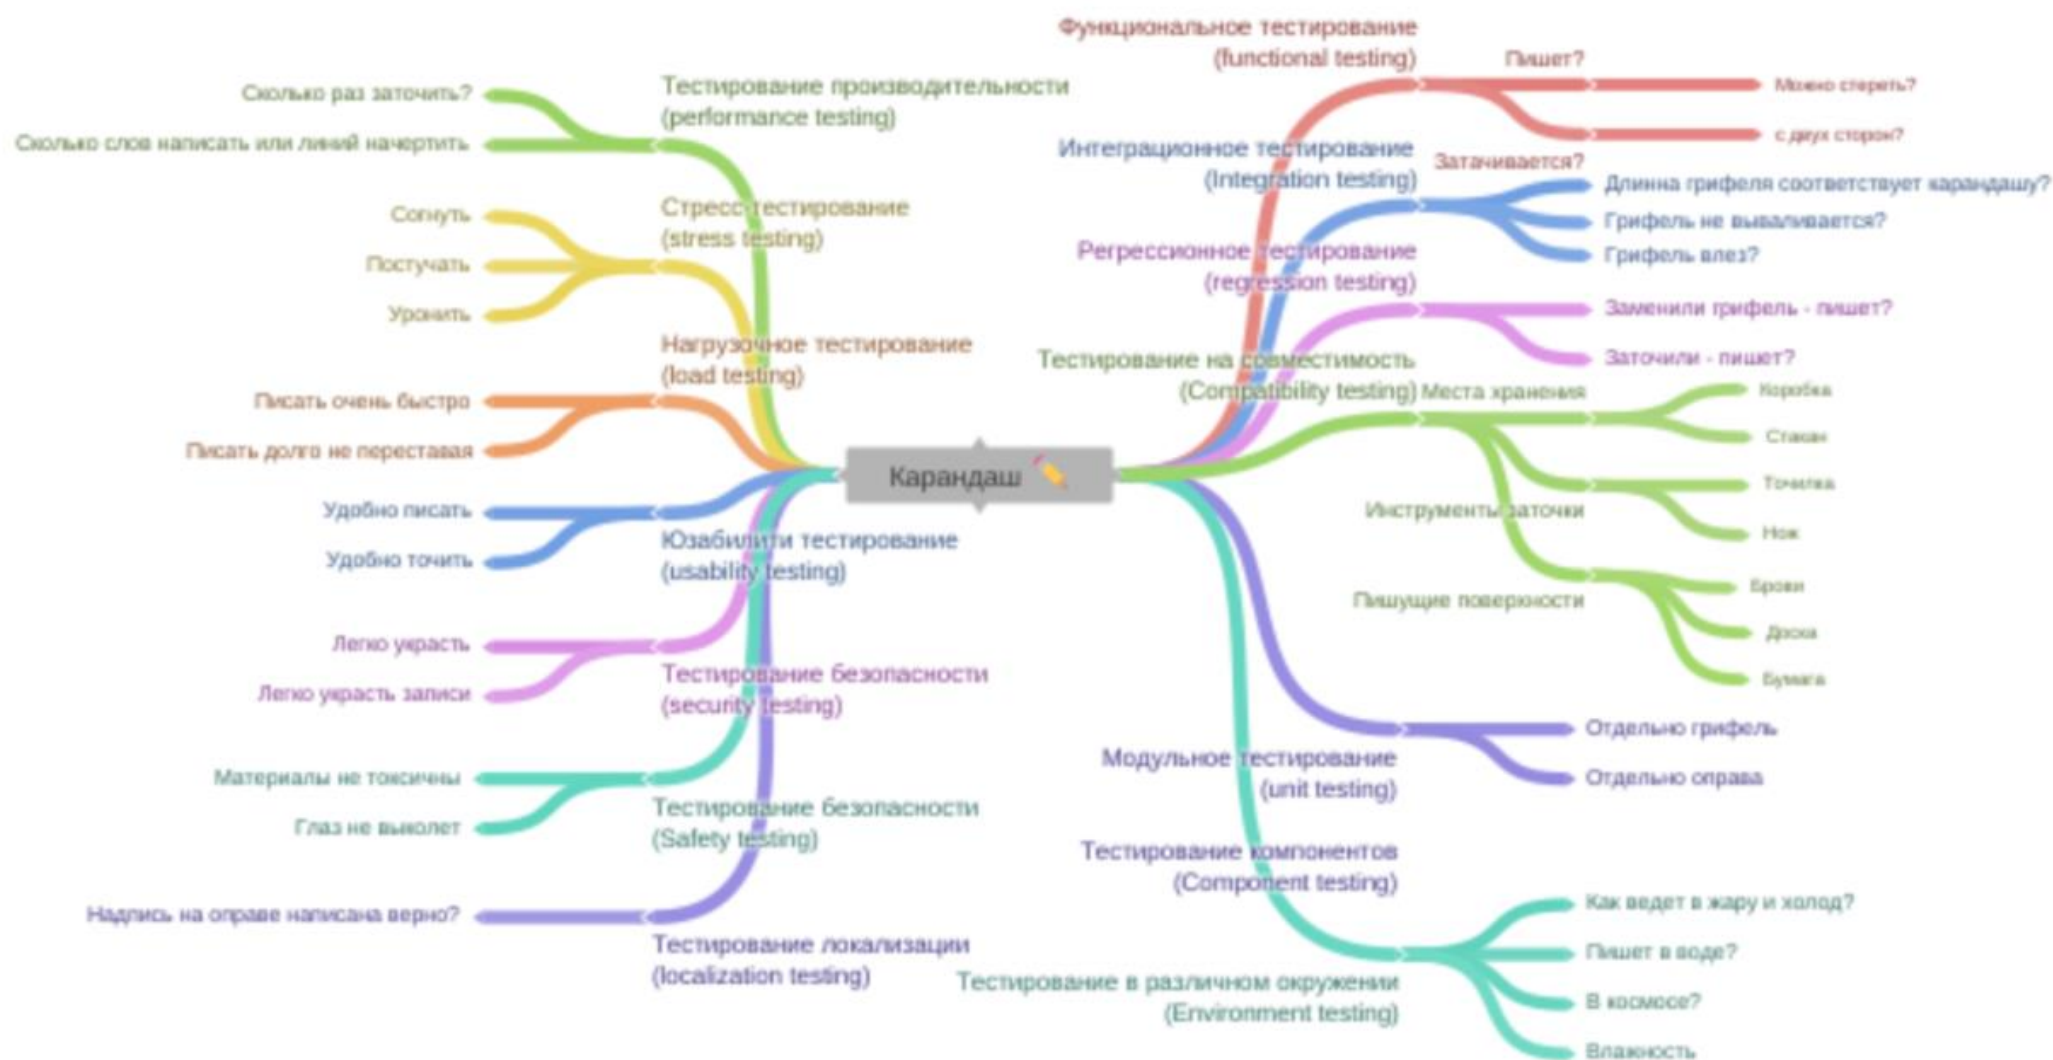 Карандаш
Тестирование производительности
(performance testing)
Сколько раз заточить?
Сколько слов написать или линий начертить
Стресс тестирование
(stress testing)
Согнуть
Постучать
Уронить
Нагрузочное тестирование
(load testing)
Писать очень быстро
Писать долго не переставая
Юзабилити тестирование
(usability testing)
Удобно писать
Удобно точить
Тестирование безопасности
(security testing)
Легко украсть
Легко украсть записи
Тестирование безопасности
(Safety testing)
Материалы не токсичны
Глаз не выколет
Тестирование локализации
(localization testing)
Надпись на оправе написана верно?
Функциональное тестирование
(functional testing)
Пишет?
Можно стереть?
Затачивается?
с двух сторон?
Интеграционное тестирование
(Integration testing)
Длинна грифеля соответствует карандашу?
Грифель не вываливается?
Грифель влез?
Регрессионное тестирование
(regression testing)
Заменили грифель - пишет?
Заточили - пишет?
Тестирование на совместимость
(Compatibility testing)
Места хранения
Коробка
Стакан
Инструменты заточки
Точилка
Нож
Пишущие поверхности
Брови
Доска
Бумага
Модульное тестирование
(unit testing)
Тестирование компонентов
(Component testing)
Отдельно грифель
Отдельно оправа
Тестирование в различном окружении
(Environment testing)
Как ведет в жару и холод?
Пишет в воде?
В космосе?
Влажность